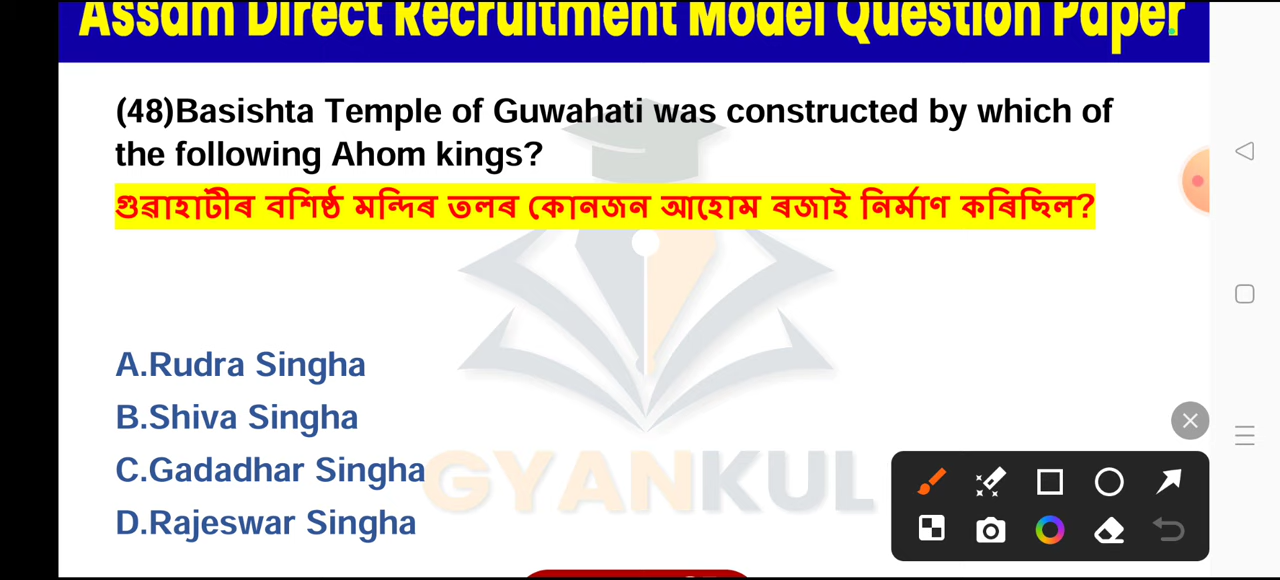 Assam Direct Recruitment Model Question Paper
(48)Basishta Temple of Guwahati was constructed by which of
the following Ahom kings?
গুৱাহাটীৰ বশিষ্ঠ মন্দিৰ তলৰ কোনজন আহোম ৰজাই নিৰ্মাণ কৰিছিল?
A.Rudra Singha
B.Shiva Singha
C.Gadadhar Singha
D.Rajeswar Singha
GYANKUL